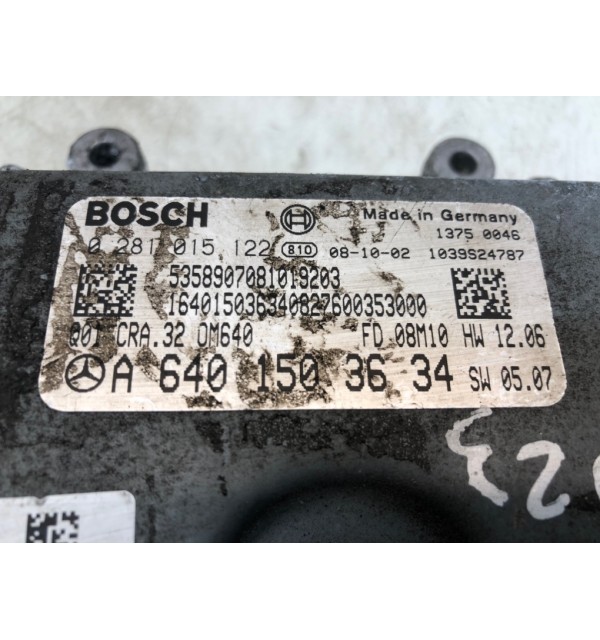 BOSCH Made in Germany
1375 0046
0 281 015 122 810 08-10-02 1039S24787
5358907081019203
164015036340827600353000
Q01 CRA.32 OM640 FD 08M10 HW 12.06
A 640 150 36 34 SW 05.07